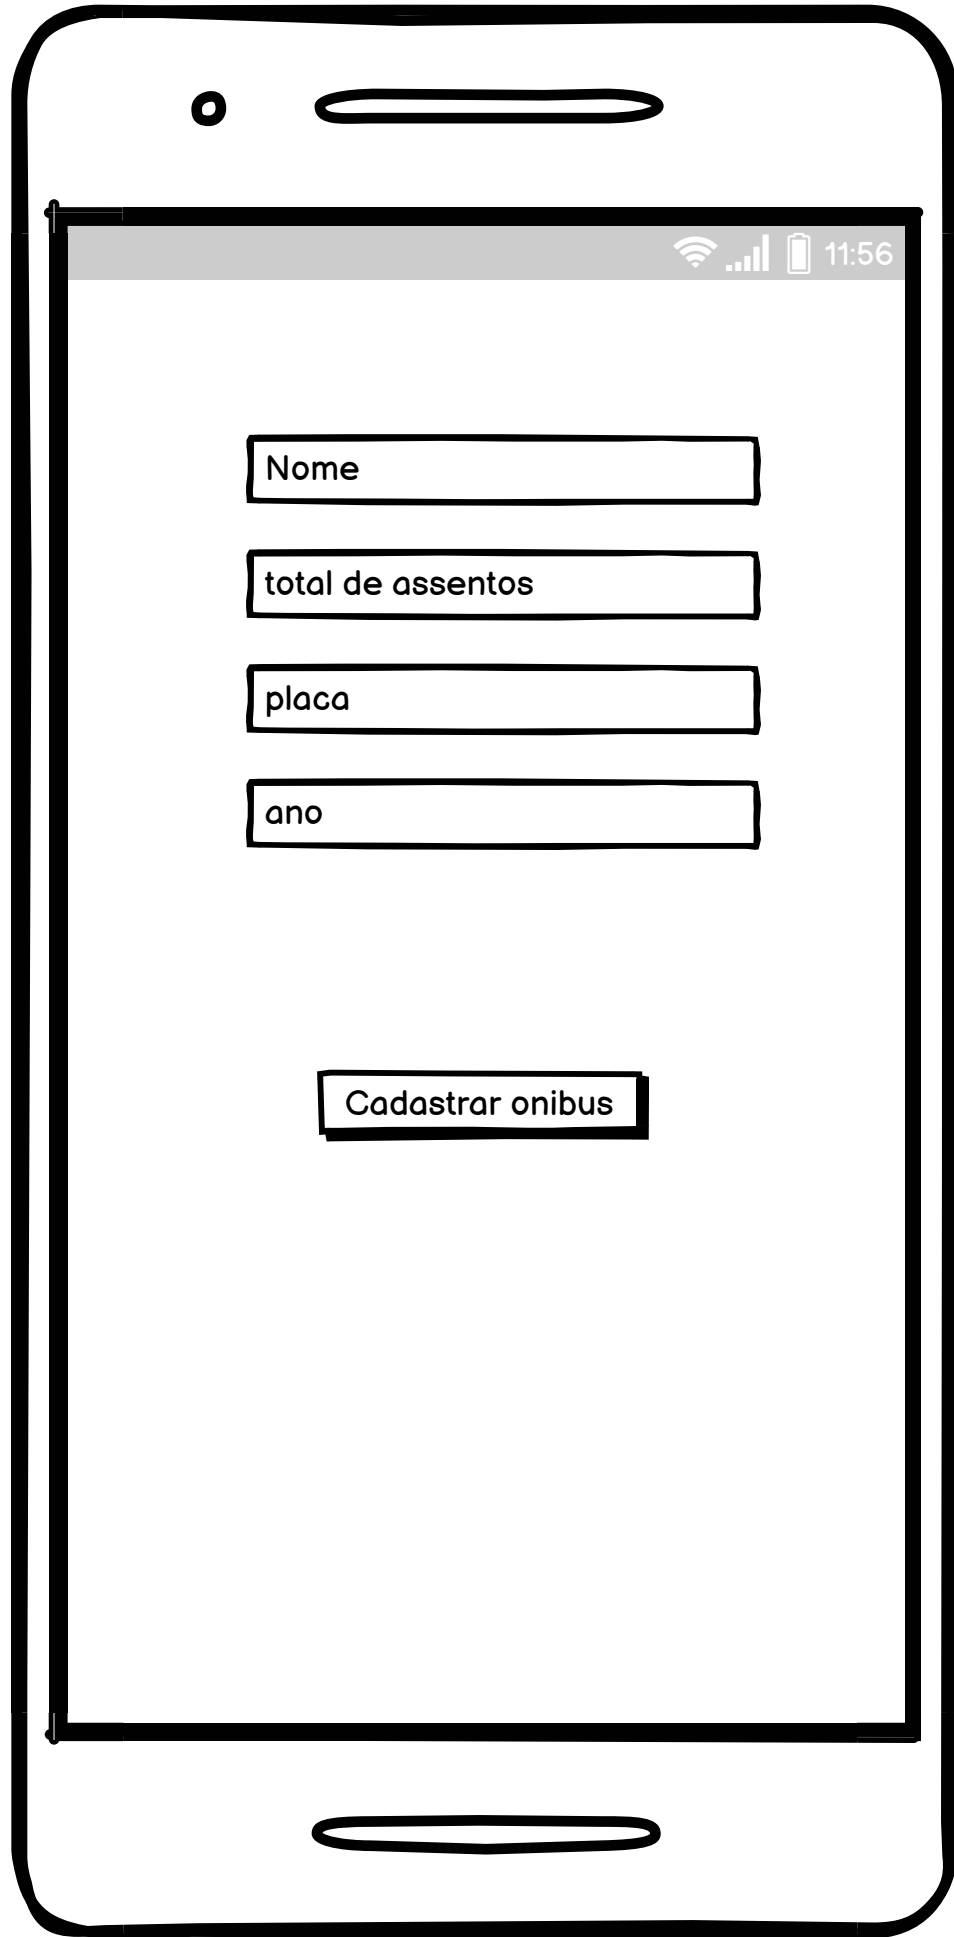 11:56
Nome
total de assentos
placa
ano
Cadastrar onibus